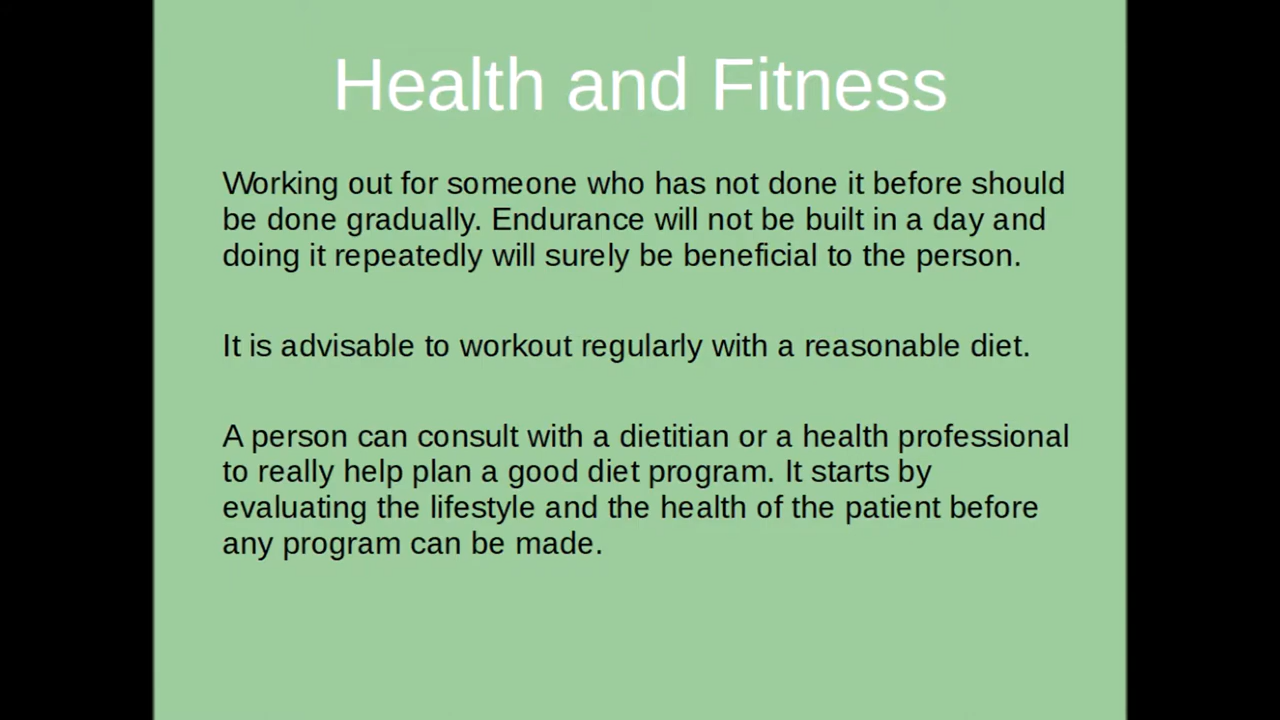 Health and Fitness
Working out for someone who has not done it before should
be done gradually. Endurance will not be built in a day and
doing it repeatedly will surely be beneficial to the person.
It is advisable to workout regularly with a reasonable diet.
A person can consult with a dietitian or a health professional
to really help plan a good diet program. It starts by
evaluating the lifestyle and the health of the patient before
any program can be made.